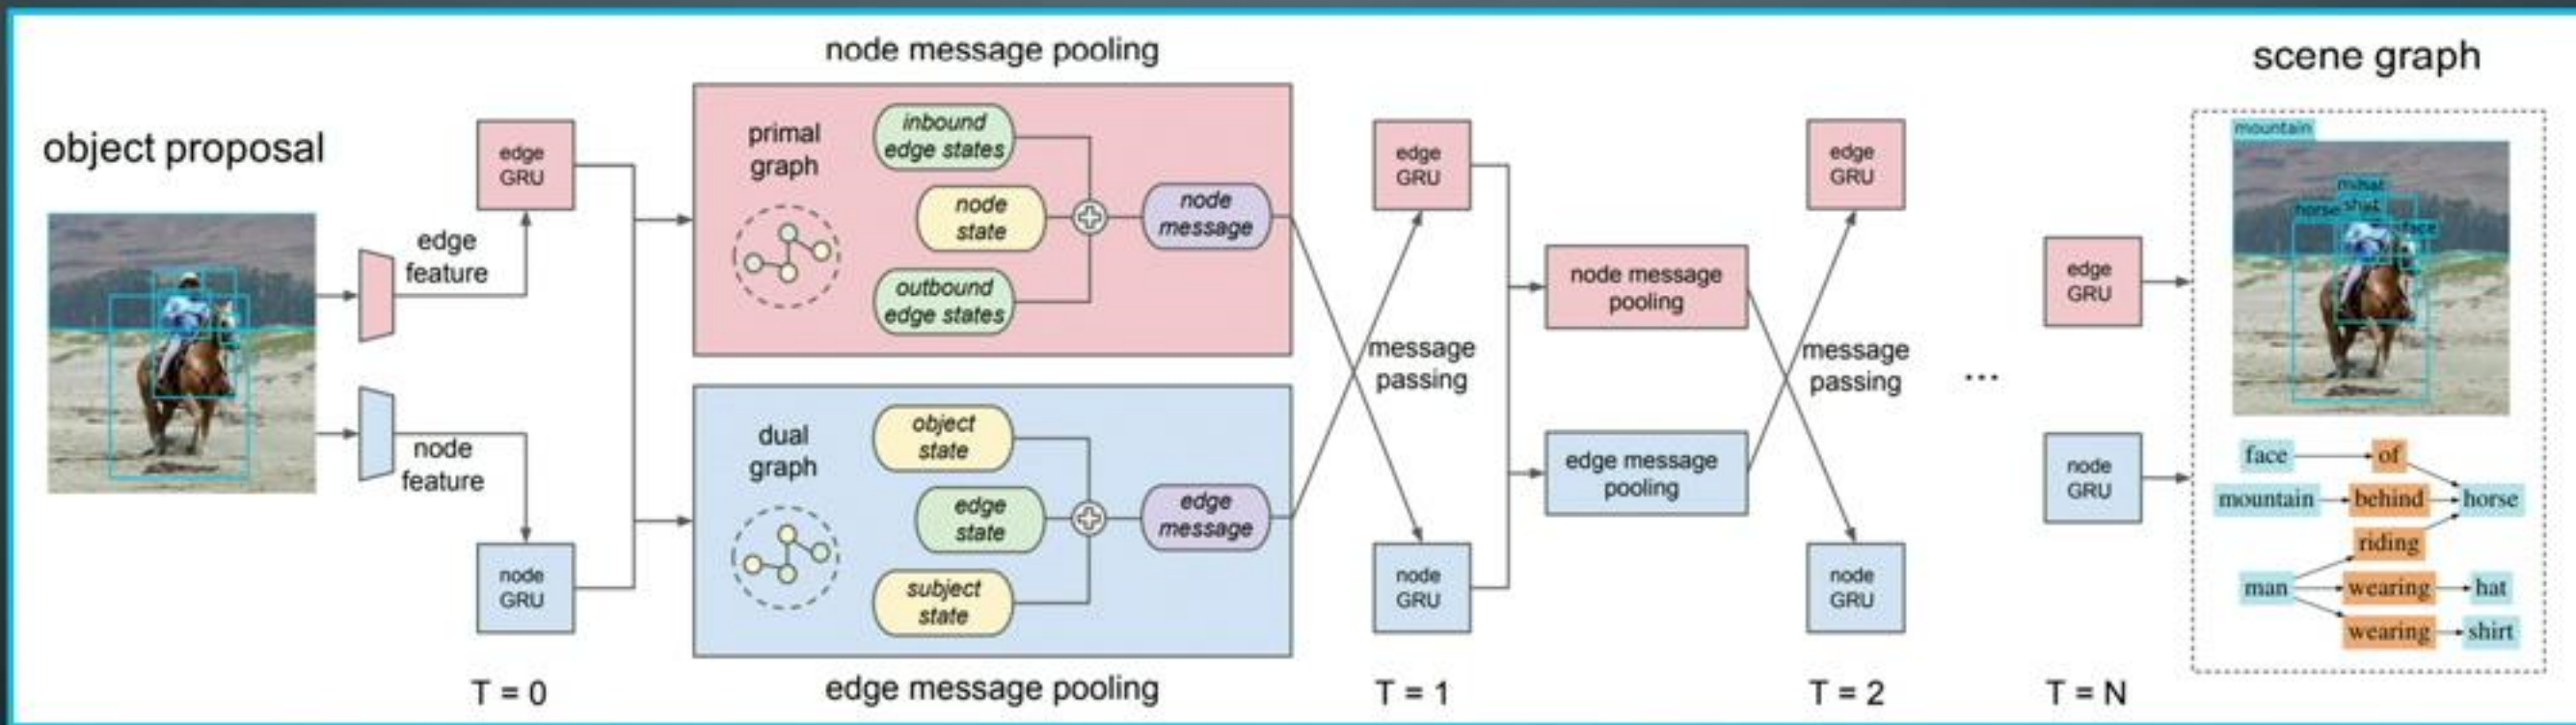 node message pooling
scene graph
object proposal
edge
feature
node
feature
edge
GRU
node
GRU
T = 0
primal
graph
inbound
edge states
node
state
outbound
edge states
node
message
dual
graph
object
state
edge
state
subject
state
edge
message
edge message pooling
edge
GRU
message
passing
node
GRU
T = 1
node message
pooling
edge message
pooling
edge
GRU
message
passing
node
GRU
T = 2
...
edge
GRU
node
GRU
T = N
mountain
horse
face
face of
mountain behind horse
riding
man wearing hat
wearing shirt